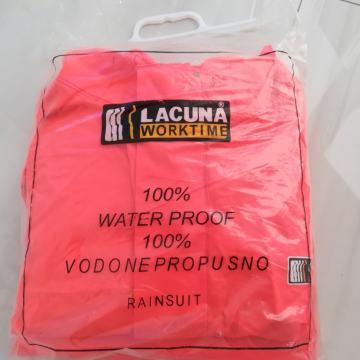 LACUNA
WORKTIME
100%
WATER PROOF
100%
VODONEPROPUSNO
RAINSUIT